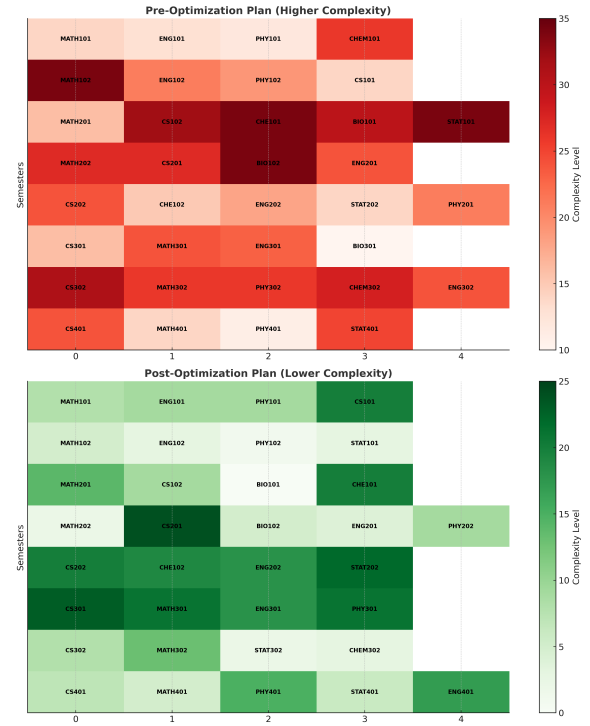 Pre-Optimization Plan (Higher Complexity)
MATH101 ENG101 PHY101 CHEM101
MATH102 ENG102 PHY102 CS101
MATH201 CS102 CHE101 BIO101 STAT101
MATH202 CS201 BIO102 ENG201
CS202 CHE102 ENG202 STAT202 PHY201
CS301 MATH301 ENG301 BIO301
CS302 MATH302 PHY302 CHEM302 ENG302
CS401 MATH401 PHY401 STAT401
0 1 2 3 4
Semesters
35
30
25
20
15
10
Complexity Level
Post-Optimization Plan (Lower Complexity)
MATH101 ENG101 PHY101 CS101
MATH102 ENG102 PHY102 STAT101
MATH201 CS102 BIO101 CHE101
MATH202 CS201 BIO102 ENG201 PHY202
CS202 CHE102 ENG202 STAT202
CS301 MATH301 ENG301 PHY301
CS302 MATH302 STAT302 CHEM302
CS401 MATH401 PHY401 STAT401 ENG401
0 1 2 3 4
Semesters
25
20
15
10
5
0
Complexity Level